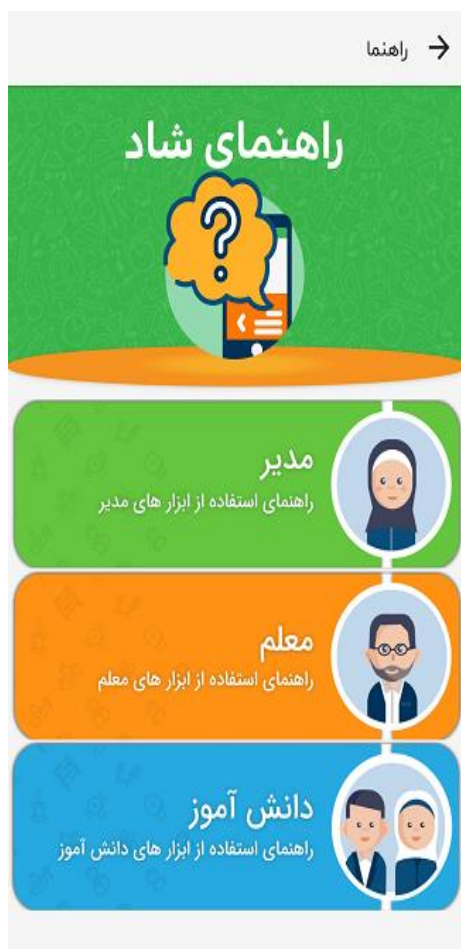 راهنما
راهنمای شاد
?
مدیر
راهنمای استفاده از ابزار های مدیر
معلم
راهنمای استفاده از ابزار های معلم
دانش آموز
راهنمای استفاده از ابزار های دانش آموز